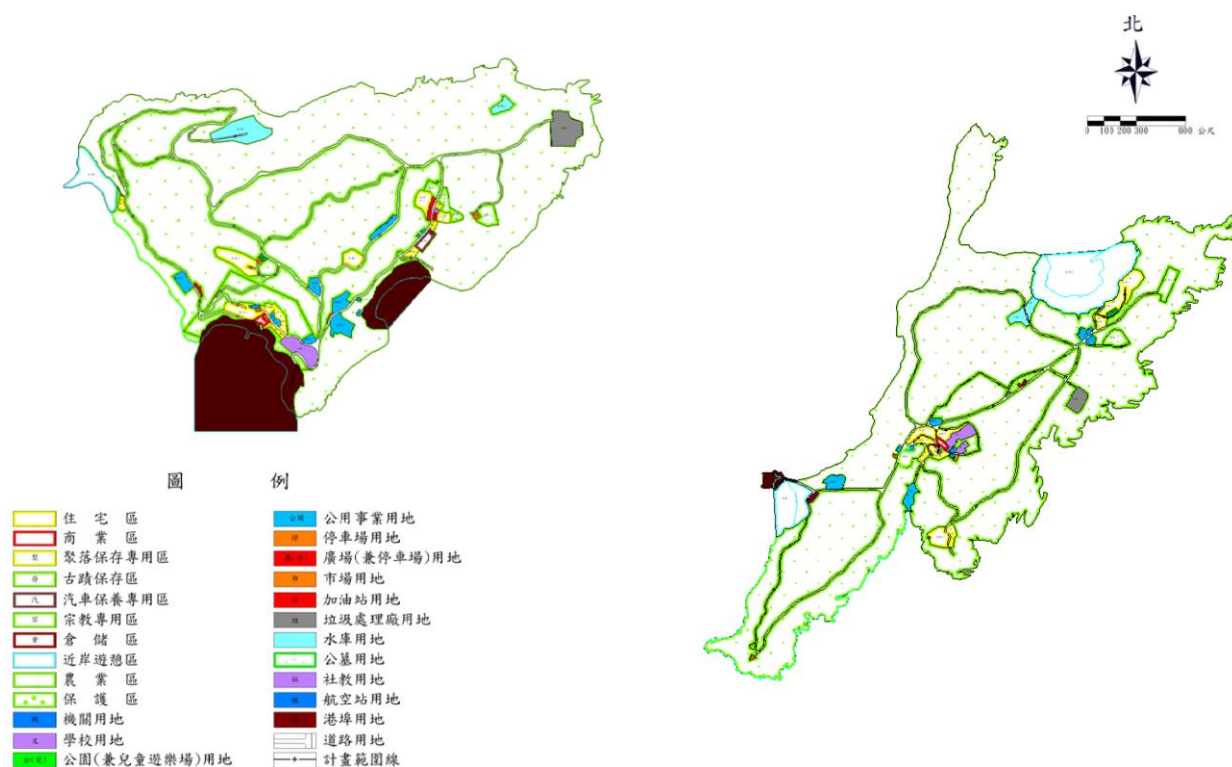 北
0 100 200 300 600 公尺
圖 例
住 宅 區
商 業 區
聚落保存專用區
古蹟保存區
汽車保養專用區
宗教專用區
倉 儲 區
近岸遊憩區
農 業 區
保 護 區
機關用地
學校用地
公園(兼兒童遊樂場)用地
公用事業用地
停車場用地
廣場(兼停車場)用地
市場用地
加油站用地
垃圾處理廠用地
水庫用地
公墓用地
社教用地
航空站用地
港埠用地
道路用地
計畫範圍線